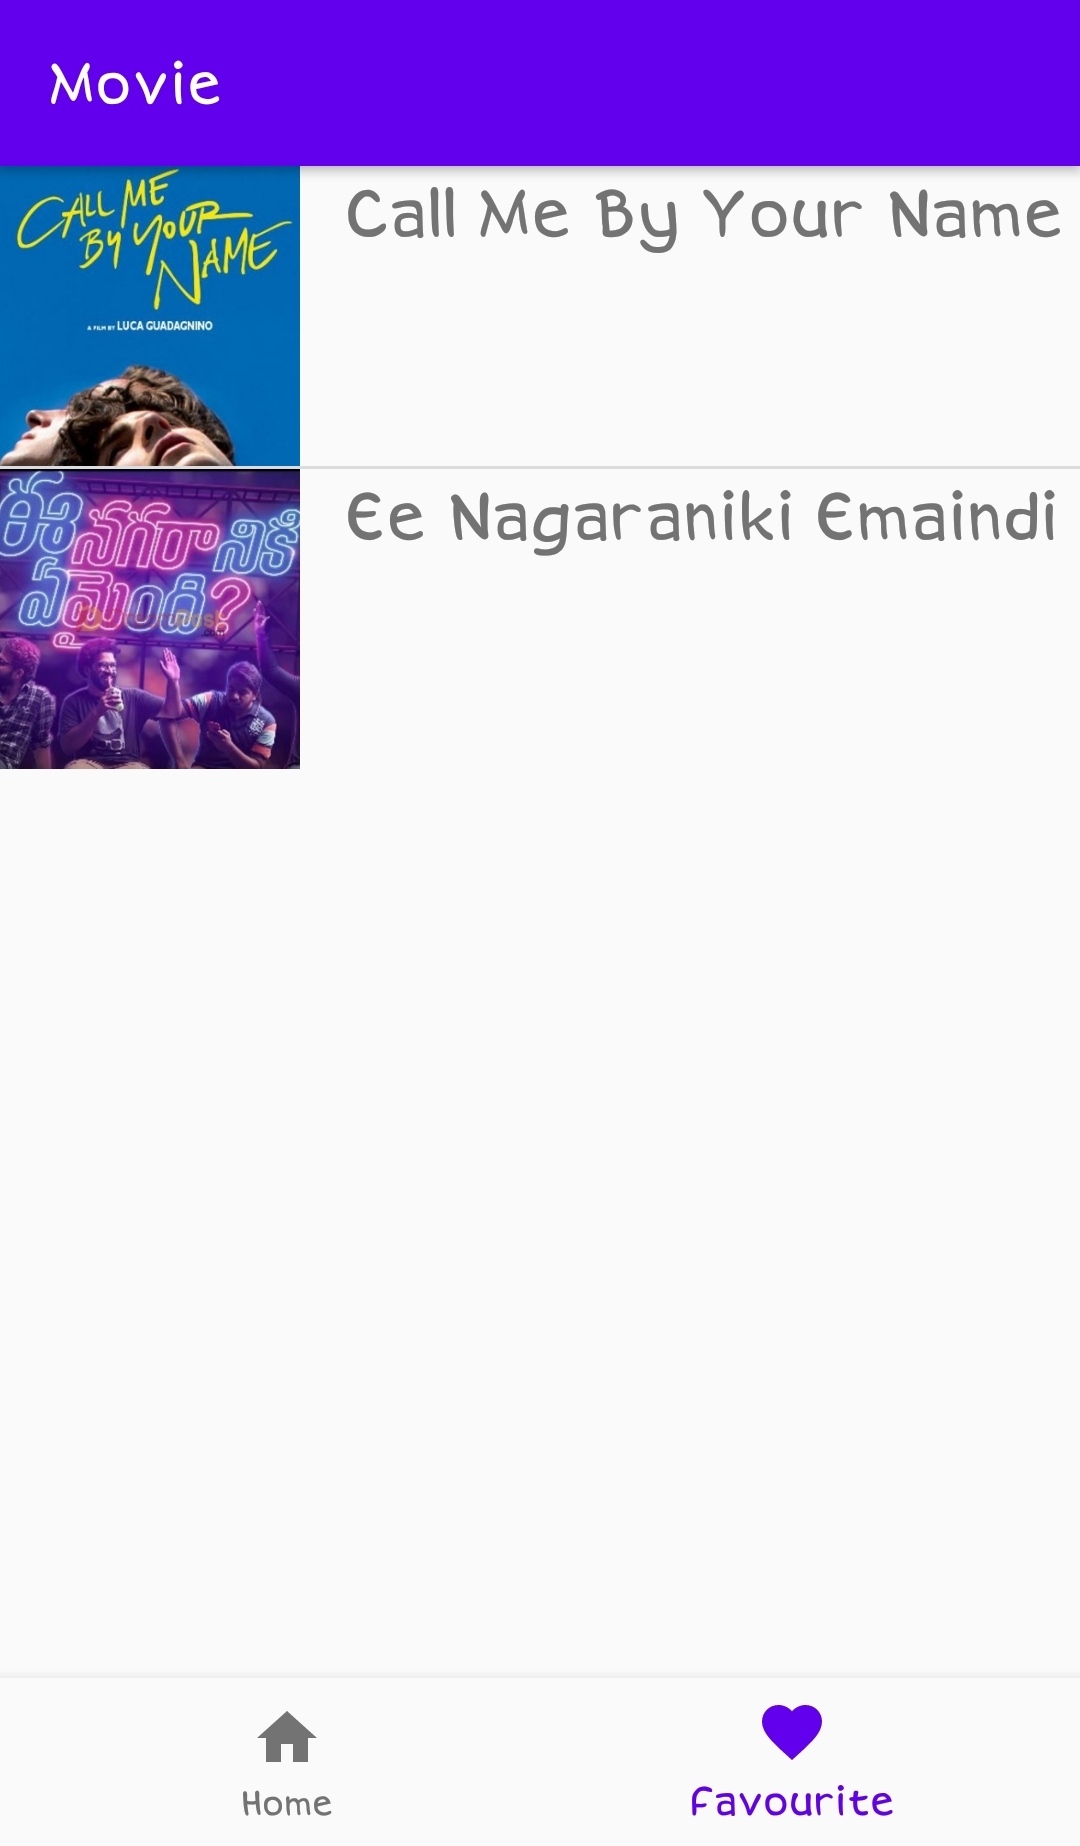 Movie
CALL ME
BY YOUR
NAME
A FILM BY LUCA GUADAGNINO
Call Me By Your Name
ఈ నగరానికి
ఏమైంది?
Ee Nagaraniki Emaindi
Home
Favourite